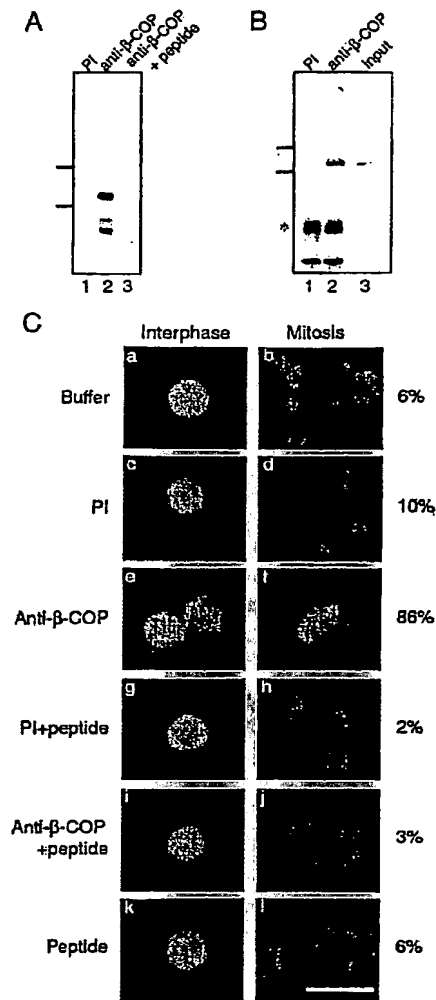 A
PI
anti-β-COP
anti-β-COP
+ peptide
1 2 3
B
PI
anti-β-COP
Input
*
1 2 3
C
Interphase Mitosis
Buffer a b 6%
PI c d 10%
Anti-β-COP e f 86%
PI+peptide g h 2%
Anti-β-COP
+peptide i j 3%
Peptide k l 6%